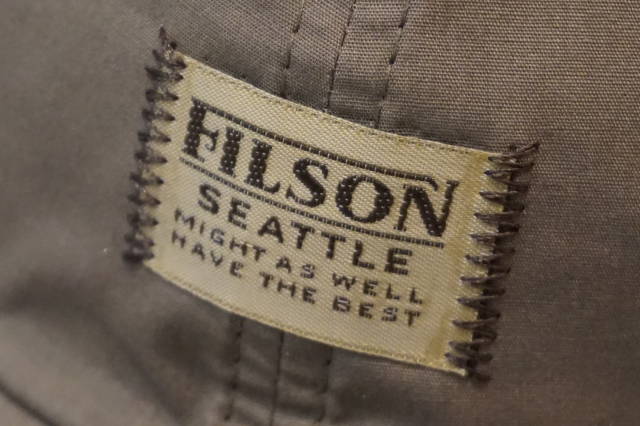 FILSON
SEATTLE
MIGHT AS WELL
HAVE THE BEST